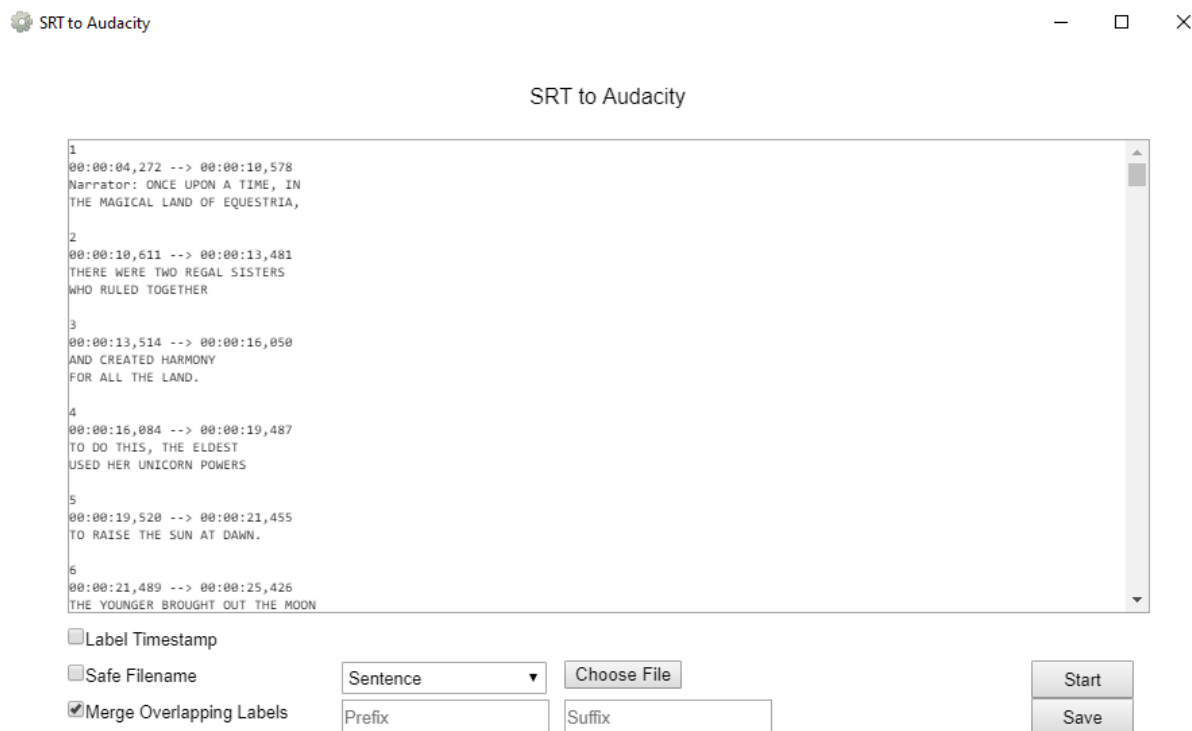 SRT to Audacity
SRT to Audacity
1
00:00:04,272 --> 00:00:10,578
Narrator: ONCE UPON A TIME, IN
THE MAGICAL LAND OF EQUESTRIA,
2
00:00:10,611 --> 00:00:13,481
THERE WERE TWO REGAL SISTERS
WHO RULED TOGETHER
3
00:00:13,514 --> 00:00:16,050
AND CREATED HARMONY
FOR ALL THE LAND.
4
00:00:16,084 --> 00:00:19,487
TO DO THIS, THE ELDEST
USED HER UNICORN POWERS
5
00:00:19,520 --> 00:00:21,455
TO RAISE THE SUN AT DAWN.
6
00:00:21,489 --> 00:00:25,426
THE YOUNGER BROUGHT OUT THE MOON
Label Timestamp
Safe Filename Sentence Choose File Start
Merge Overlapping Labels Prefix Suffix Save